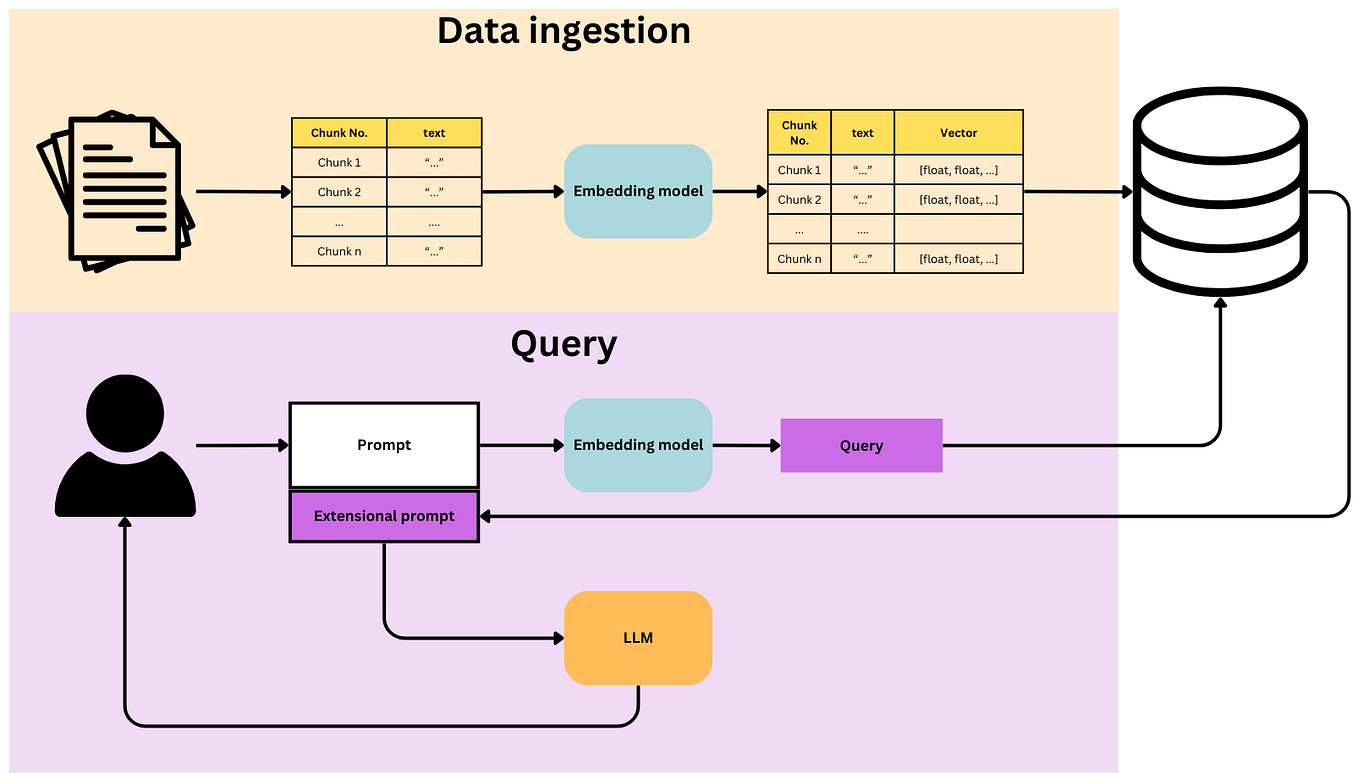 Data ingestion
Chunk No. text
Chunk 1 “...”
Chunk 2 “...”
... ....
Chunk n “...”
Embedding model
Chunk
No. text Vector
Chunk 1 “...” [float, float, ...]
Chunk 2 “...” [float, float, ...]
... ....
Chunk n “...” [float, float, ...]
Query
Prompt
Extensional prompt
Embedding model
Query
LLM